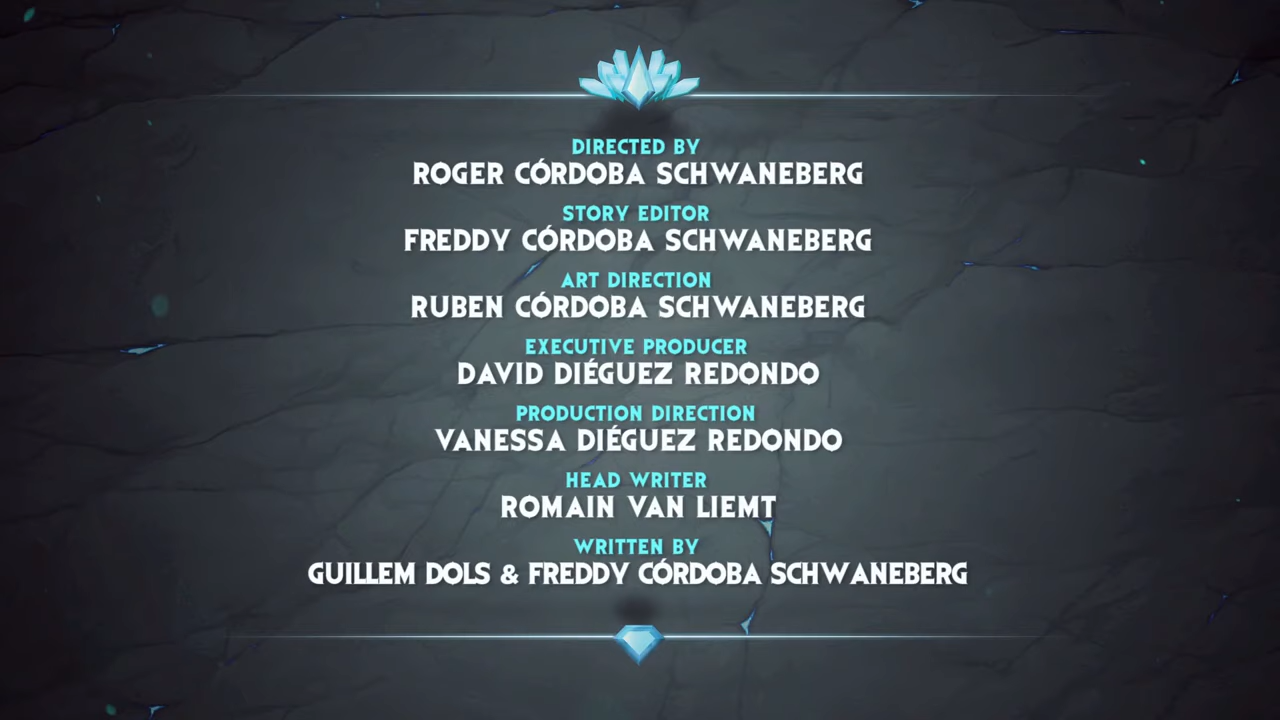 DIRECTED BY
ROGER CÓRDOBA SCHWANEBERG
STORY EDITOR
FREDDY CÓRDOBA SCHWANEBERG
ART DIRECTION
RUBEN CÓRDOBA SCHWANEBERG
EXECUTIVE PRODUCER
DAVID DIÉGUEZ REDONDO
PRODUCTION DIRECTION
VANESSA DIÉGUEZ REDONDO
HEAD WRITER
ROMAIN VAN LIEMT
WRITTEN BY
GUILLEM DOLS & FREDDY CÓRDOBA SCHWANEBERG